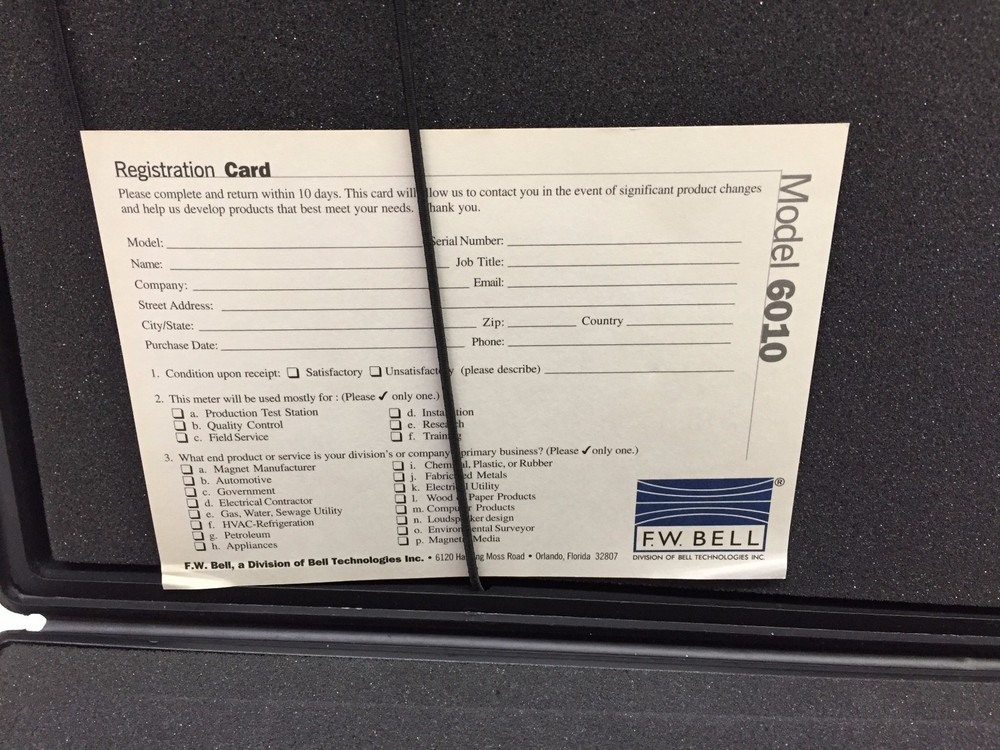 Registration Card
Please complete and return within 10 days. This card will llow us to contact you in the event of significant product changes
and help us develop products that best meet your needs. hank you.
Model: Serial Number:
Name: Job Title:
Company: Email:
Street Address:
City/State: Zip: Country
Purchase Date: Phone:
1. Condition upon receipt: ❏ Satisfactory ❏ Unsatisfactory (please describe)
2. This meter will be used mostly for : (Please ✓ only one.)
❏ a. Production Test Station
❏ b. Quality Control
❏ c. Field Service
❏ d. Installation
❏ e. Research
❏ f. Training
3. What end product or service is your division's or company primary business? (Please ✓only one.)
❏ a. Magnet Manufacturer
❏ b. Automotive
❏ c. Government
❏ d. Electrical Contractor
❏ e. Gas, Water, Sewage Utility
❏ f. HVAC-Refrigeration
❏ g. Petroleum
❏ h. Appliances
❏ i. Chemical, Plastic, or Rubber
❏ j. Fabricated Metals
❏ k. Electrical Utility
❏ l. Wood Paper Products
❏ m. Computer Products
❏ n. Loudspeaker design
❏ o. Environmental Surveyor
❏ p. Magnetic Media
F.W. Bell, a Division of Bell Technologies Inc. • 6120 Ha ing Moss Road • Orlando, Florida 32807
Model 6010
®
F.W. BELL
DIVISION OF BELL TECHNOLOGIES INC.